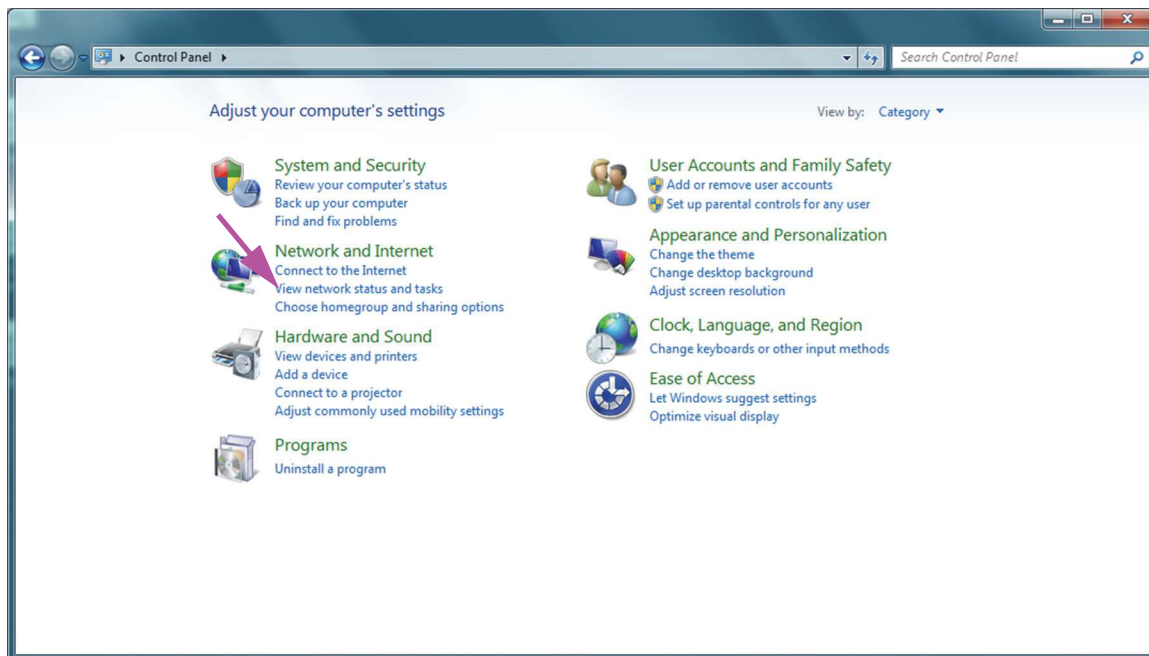 Control Panel
Search Control Panel
Adjust your computer's settings
View by: Category
System and Security
Review your computer's status
Back up your computer
Find and fix problems
Network and Internet
Connect to the Internet
View network status and tasks
Choose homegroup and sharing options
Hardware and Sound
View devices and printers
Add a device
Connect to a projector
Adjust commonly used mobility settings
Programs
Uninstall a program
User Accounts and Family Safety
Add or remove user accounts
Set up parental controls for any user
Appearance and Personalization
Change the theme
Change desktop background
Adjust screen resolution
Clock, Language, and Region
Change keyboards or other input methods
Ease of Access
Let Windows suggest settings
Optimize visual display